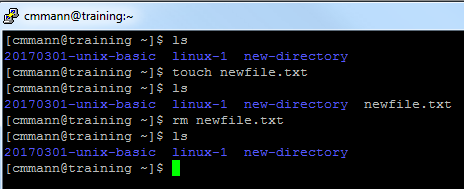 cmmann@training:~
[cmmann@training ~]$ ls
20170301-unix-basic  linux-1  new-directory
[cmmann@training ~]$ touch newfile.txt
[cmmann@training ~]$ ls
20170301-unix-basic  linux-1  new-directory  newfile.txt
[cmmann@training ~]$ rm newfile.txt
[cmmann@training ~]$ ls
20170301-unix-basic  linux-1  new-directory
[cmmann@training ~]$